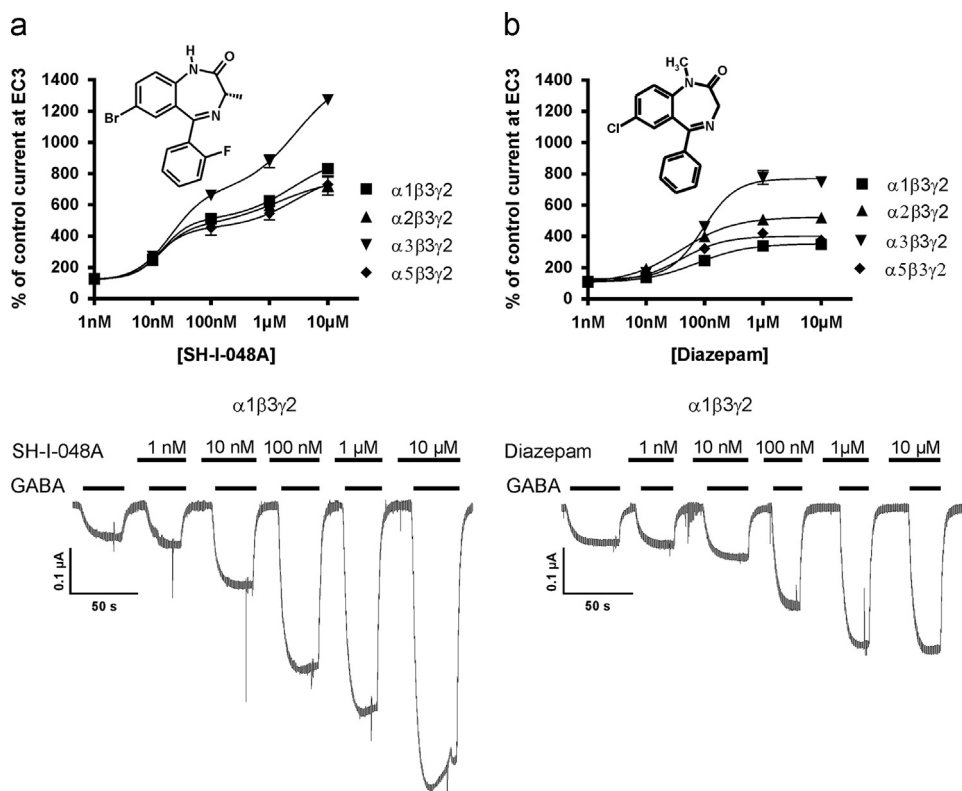 a
% of control current at EC3
1400
1200
1000
800
600
400
200
0
1nM 10nM 100nM 1µM 10µM
[SH-I-048A]
H
N
O
N
Br
F
α1β3γ2
α2β3γ2
α3β3γ2
α5β3γ2
b
% of control current at EC3
1400
1200
1000
800
600
400
200
0
1nM 10nM 100nM 1µM 10µM
[Diazepam]
H₃C
N
O
N
Cl
α1β3γ2
α2β3γ2
α3β3γ2
α5β3γ2
α1β3γ2
SH-I-048A 1 nM 10 nM 100 nM 1 µM 10 µM
GABA
0.1 µA
50 s
α1β3γ2
Diazepam 1 nM 10 nM 100 nM 1µM 10 µM
GABA
0.1 µA
50 s